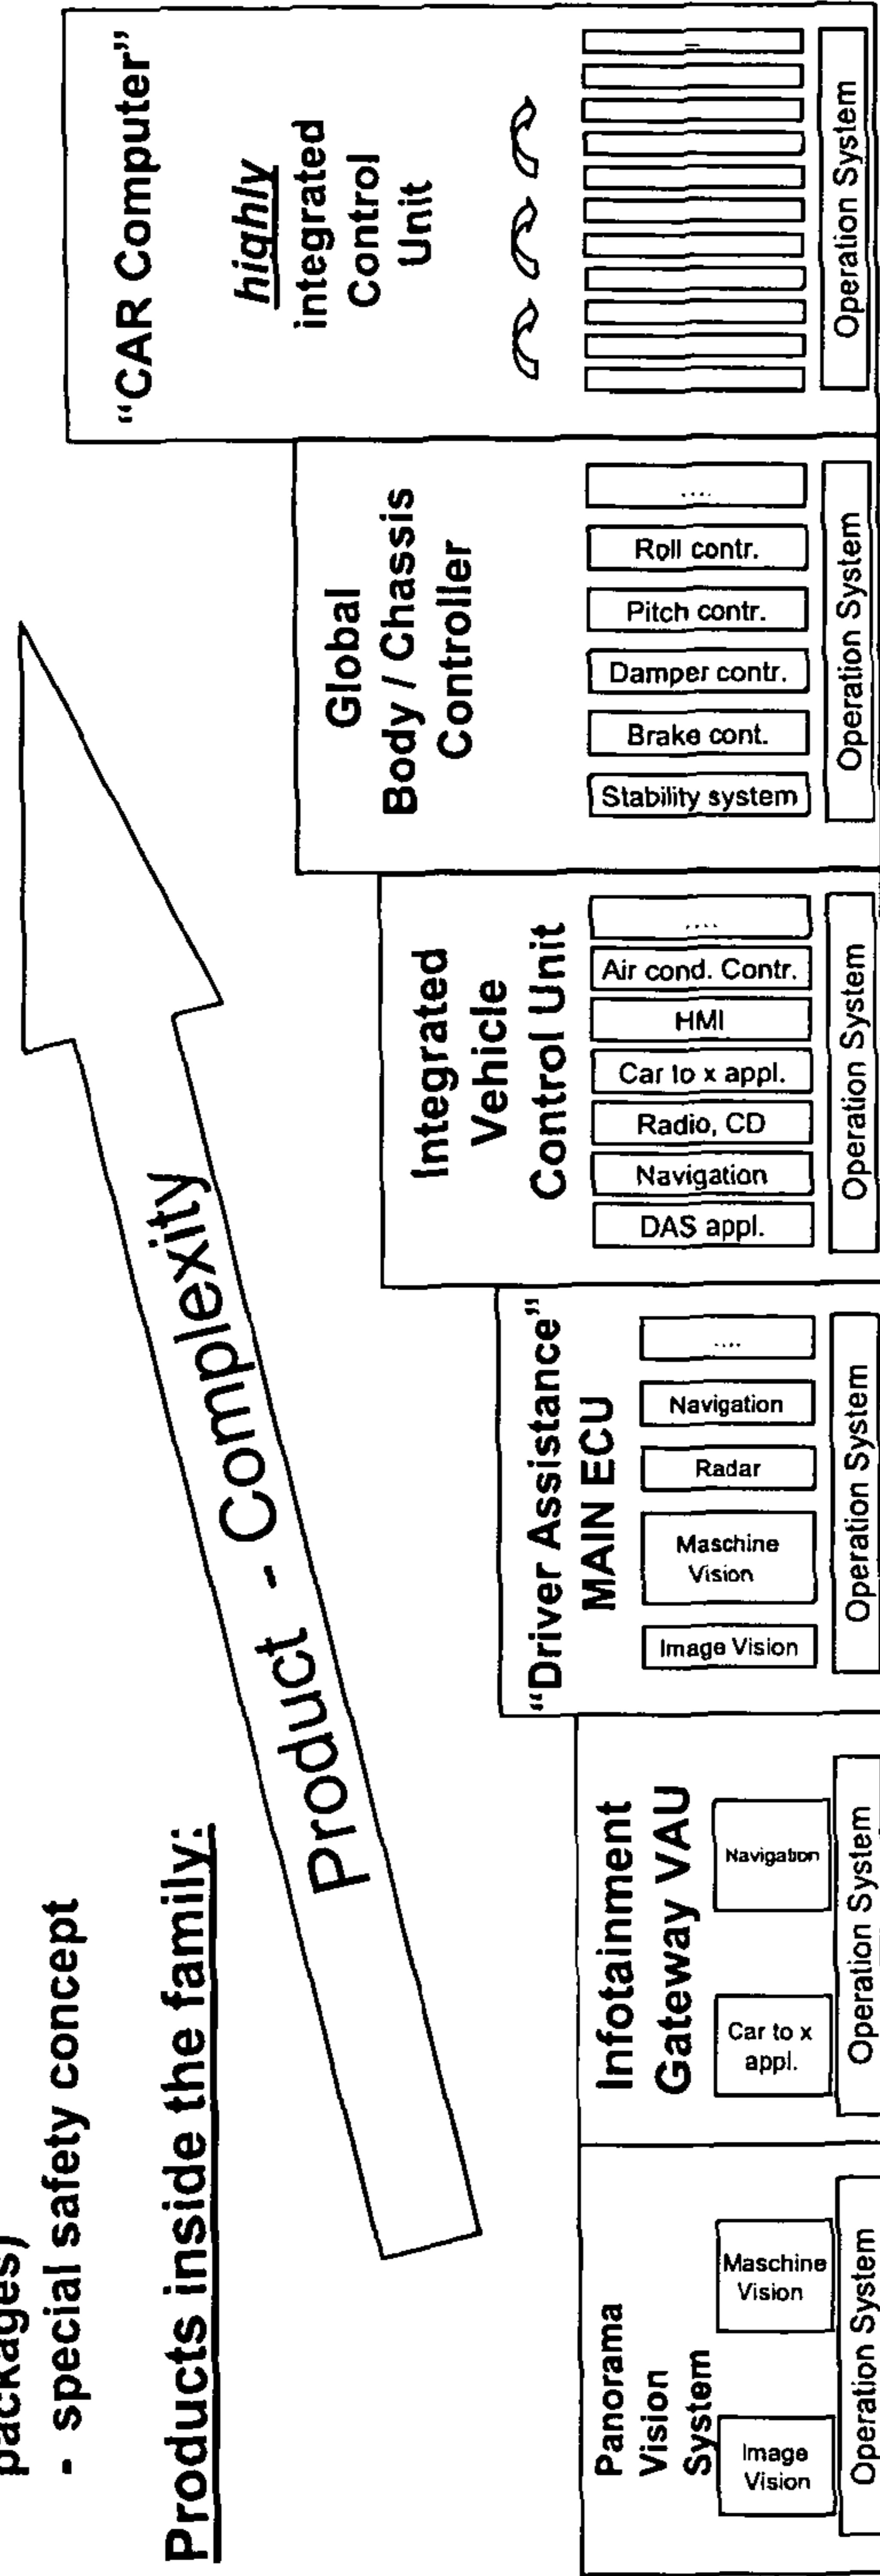 packages)
- special safety concept
Products inside the family:
Product - Complexity
Panorama
Vision
System
Image
Vision
Maschine
Vision
Operation System
Infotainment
Gateway VAU
Car to x
appl.
Navigation
Operation System
“Driver Assistance”
MAIN ECU
Image Vision
Maschine
Vision
Radar
Navigation
....
Operation System
Integrated
Vehicle
Control Unit
DAS appl.
Navigation
Radio, CD
Car to x appl.
HMI
Air cond. Contr.
....
Operation System
Global
Body / Chassis
Controller
Stability system
Brake cont.
Damper contr.
Pitch contr.
Roll contr.
....
Operation System
“CAR Computer”
highly
integrated
Control
Unit
Operation System